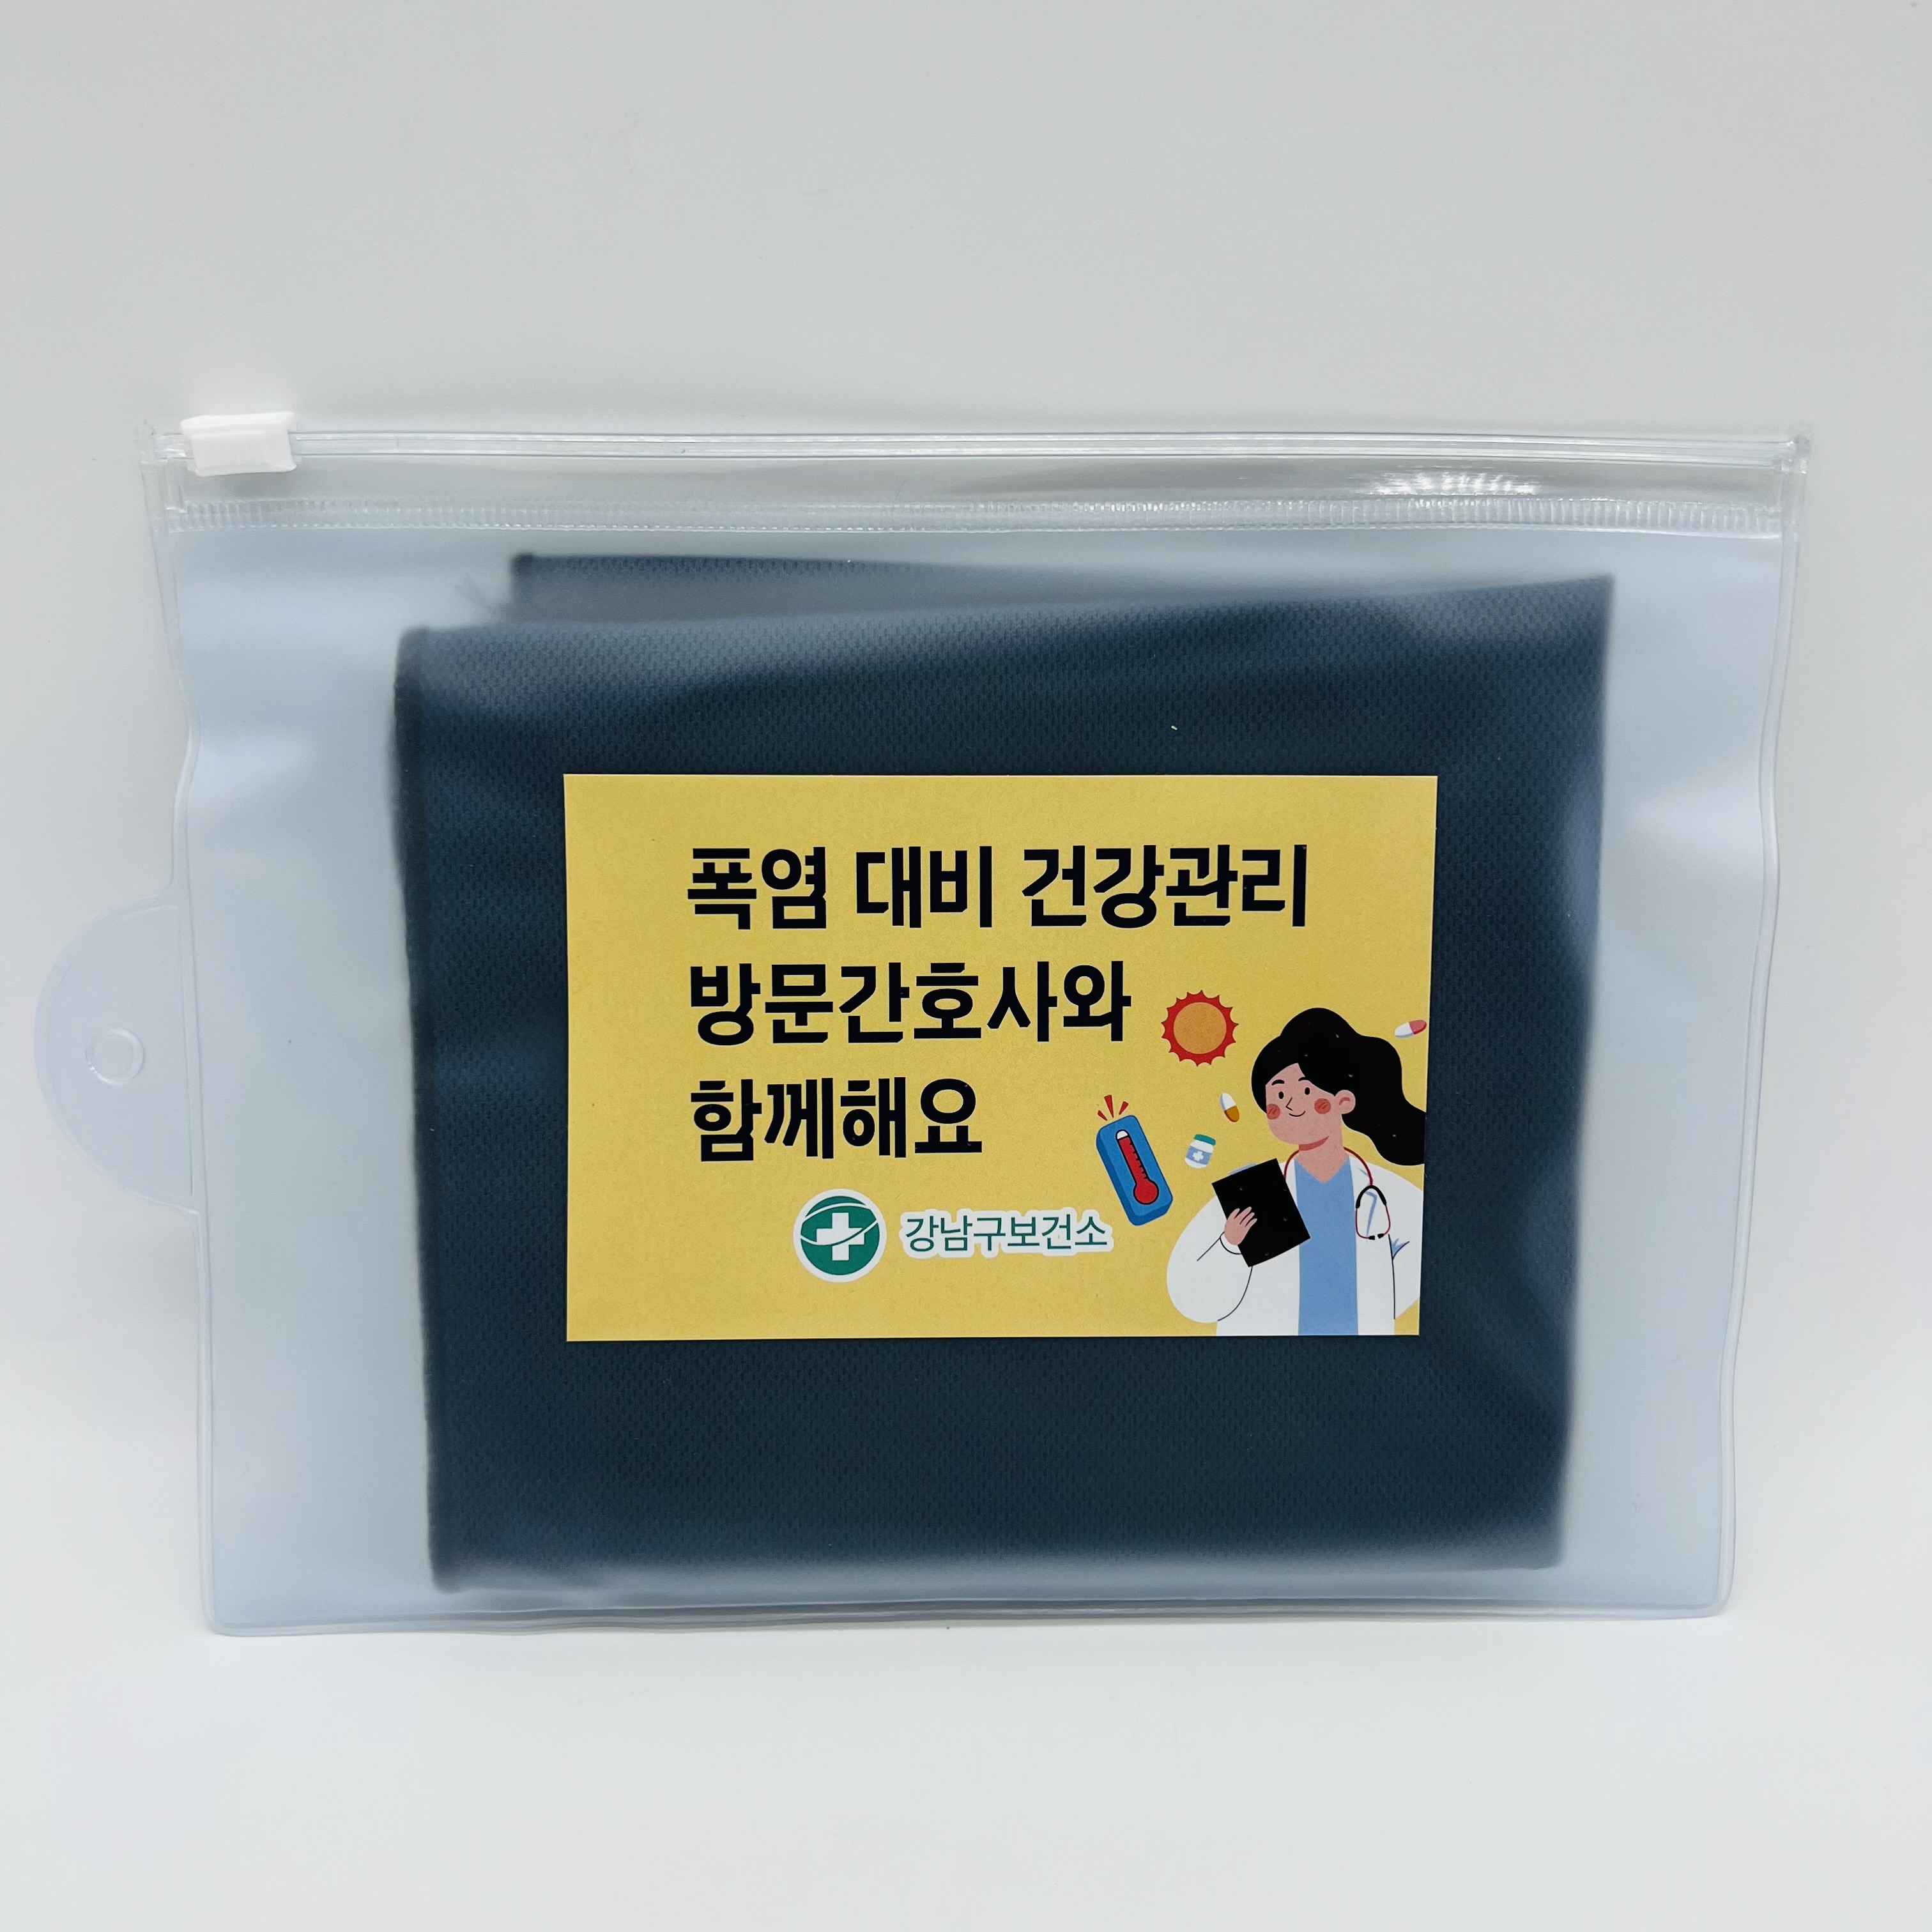 폭염 대비 건강관리
방문간호사와
함께해요
강남구보건소